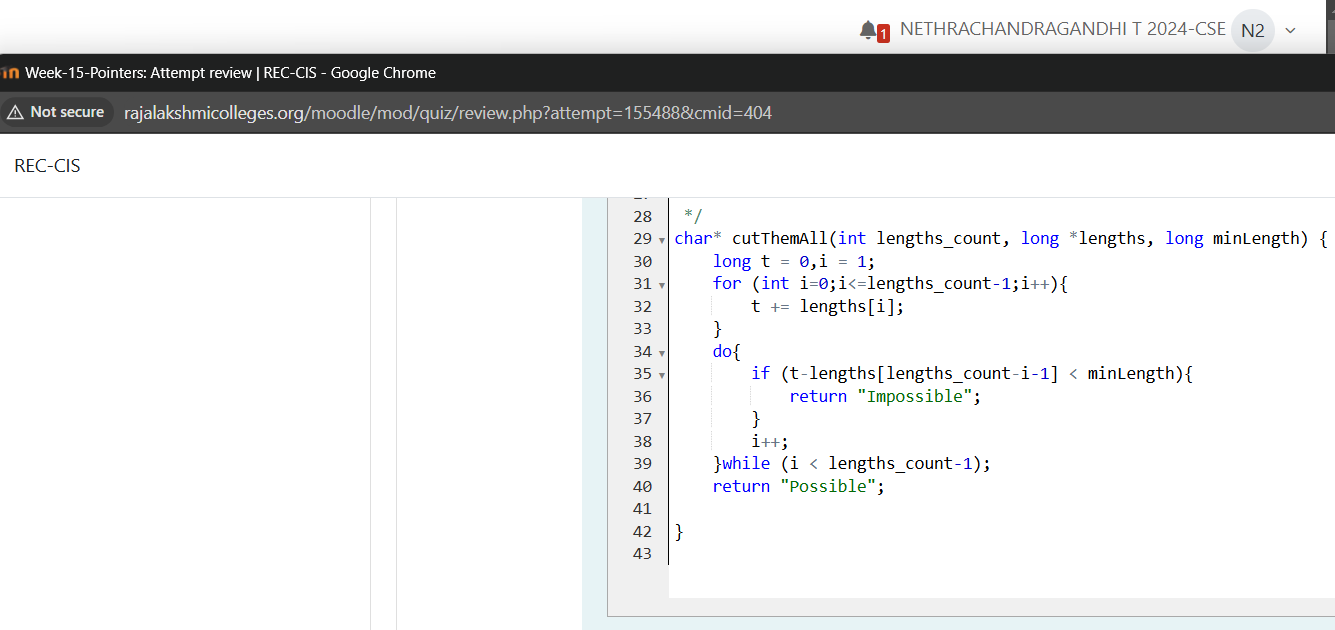 1 NETHRACHANDRAGANDHI T 2024-CSE N2
Week-15-Pointers: Attempt review | REC-CIS - Google Chrome
Not secure rajalakshmicolleges.org/moodle/mod/quiz/review.php?attempt=155488&cmid=404
REC-CIS
28 */
29 char* cutThemAll(int lengths_count, long *lengths, long minLength) {
30 long t = 0,i = 1;
31 for (int i=0;i<=lengths_count-1;i++){
32 t += lengths[i];
33 }
34 do{
35 if (t-lengths[lengths_count-i-1] < minLength){
36 return "Impossible";
37 }
38 i++;
39 }while (i < lengths_count-1);
40 return "Possible";
41
42 }
43